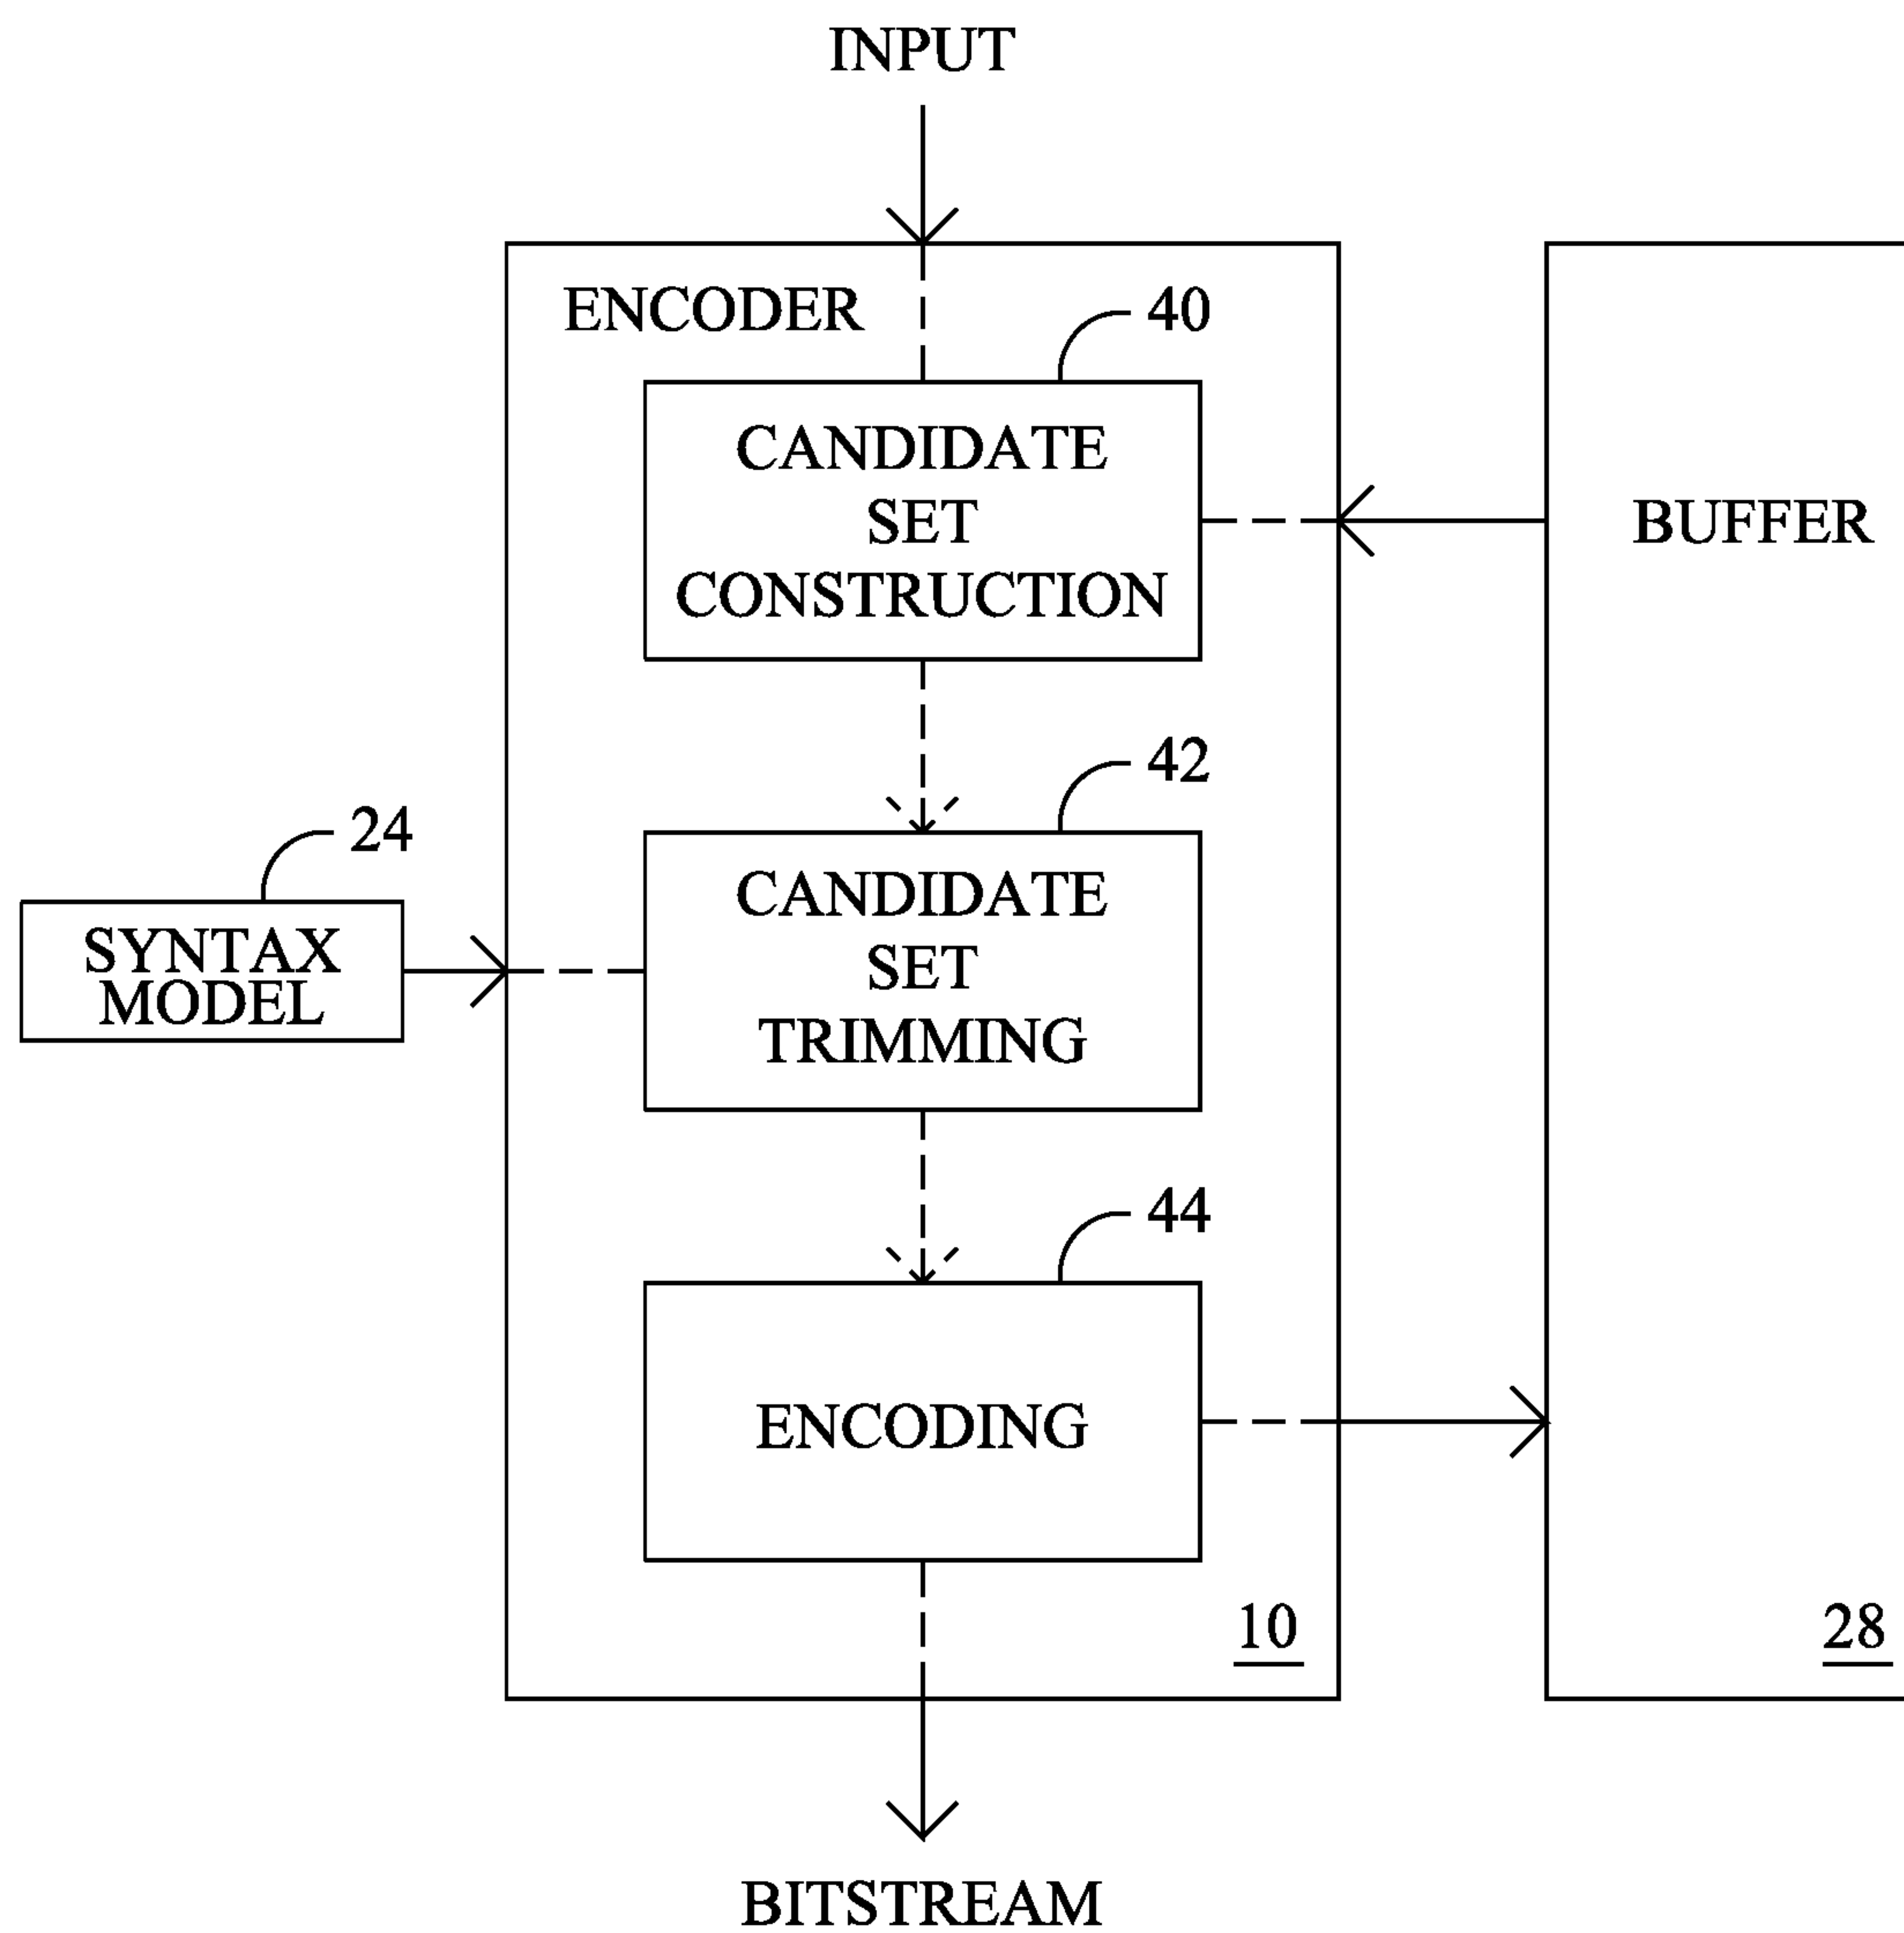 INPUT
ENCODER
40
CANDIDATE
SET
CONSTRUCTION
BUFFER
42
24
SYNTAX
MODEL
CANDIDATE
SET
TRIMMING
44
ENCODING
10
28
BITSTREAM